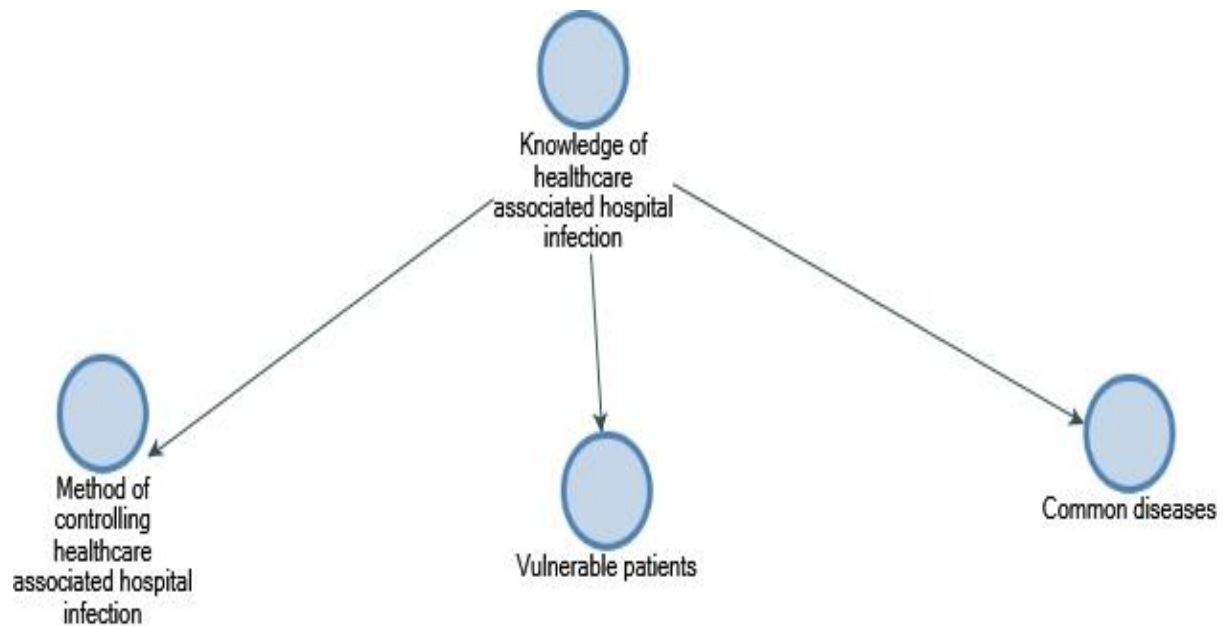 Knowledge of
healthcare
associated hospital
infection
Method of
controlling
healthcare
associated hospital
infection
Vulnerable patients
Common diseases